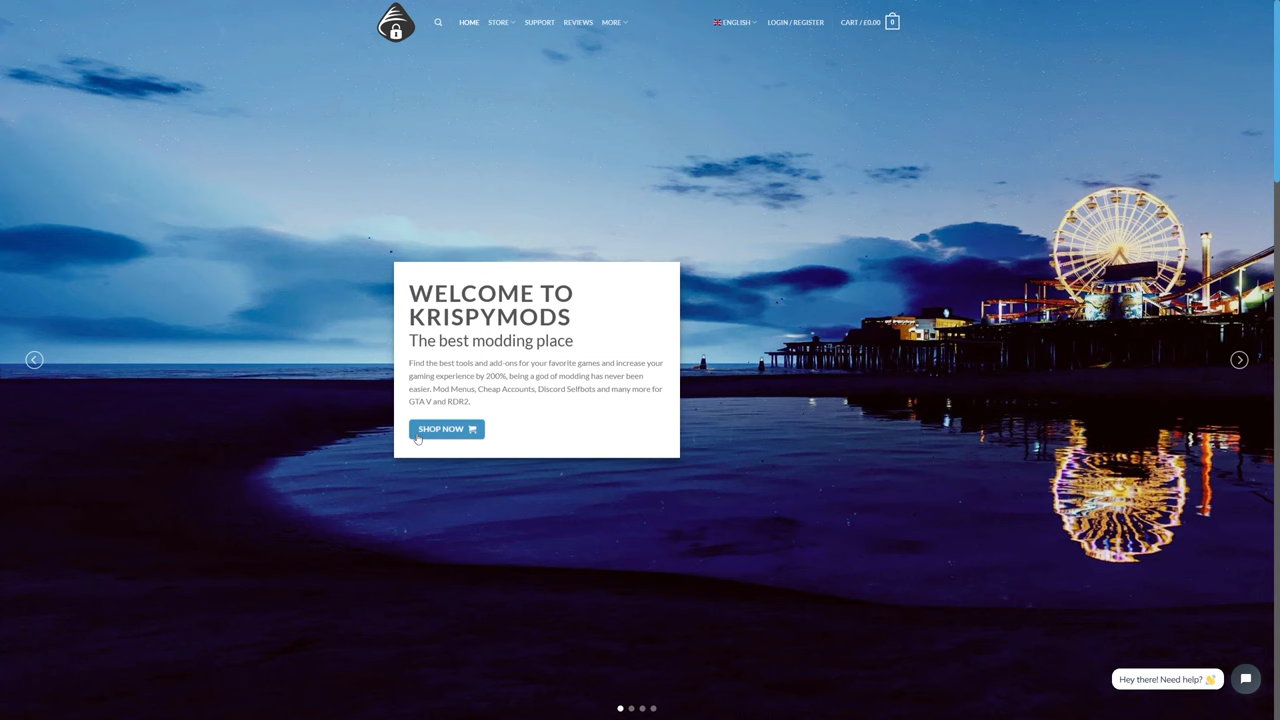 HOME STORE SUPPORT REVIEWS MORE ENGLISH LOGIN / REGISTER CART / £0.00 0
WELCOME TO
KRISPYMODS
The best modding place
Find the best tools and add-ons for your favorite games and increase your
gaming experience by 200%, being a god of modding has never been
easier. Mod Menus, Cheap Accounts, Discord Selfbots and many more for
GTA V and RDR2.
SHOP NOW
Hey there! Need help? 👋